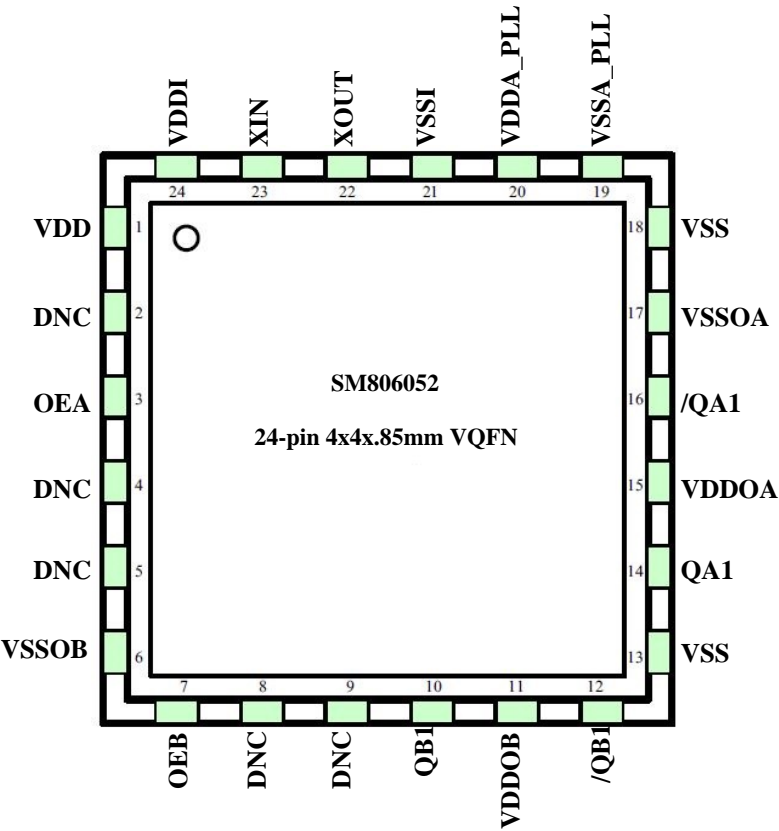 VDDI
XIN
XOUT
VSSI
VDDA_PLL
VSSA_PLL
24
23
22
21
20
19
VDD
1
18
VSS
DNC
2
17
VSSOA
OEA
3
16
/QA1
SM806052
24-pin 4x4x.85mm VQFN
DNC
4
15
VDDOA
DNC
5
14
QA1
VSSOB
6
13
VSS
7
8
9
10
11
12
OEB
DNC
DNC
QB1
VDDOB
/QB1